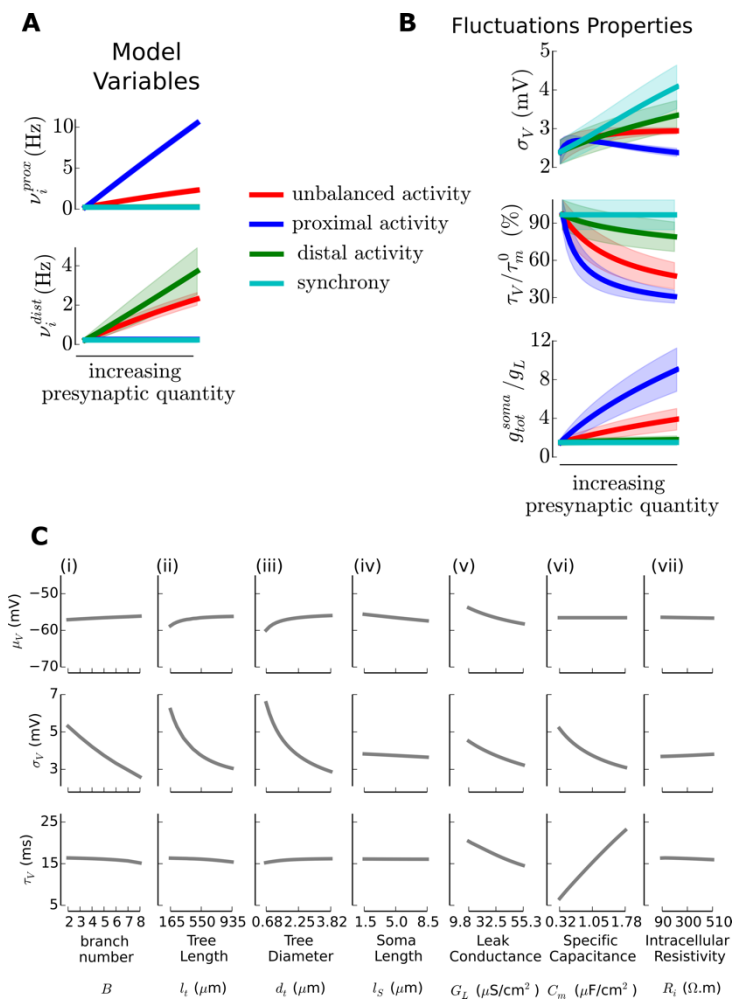 A
Model
Variables
10
5
0
ν_i^{prox} (Hz)
4
2
0
ν_i^{dist} (Hz)
increasing
presynaptic quantity
unbalanced activity
proximal activity
distal activity
synchrony
B
Fluctuations Properties
5
4
3
2
σ_V (mV)
90
60
30
τ_V/τ_m^0 (%)
12
8
4
0
g_{tot}^{soma}/g_L
increasing
presynaptic quantity
C
(i) (ii) (iii) (iv) (v) (vi) (vii)
−50
−60
−70
μ_V (mV)
7
5
3
σ_V (mV)
25
15
5
τ_V (ms)
2 3 4 5 6 7 8 165 550 935 0.68 2.25 3.82 1.5 5.0 8.5 9.8 32.5 55.3 0.32 1.05 1.78 90 300 510
branch Tree Tree Soma Leak Specific Intracellular
number Length Diameter Length Conductance Capacitance Resistivity
B l_t (μm) d_t (μm) l_S (μm) G_L (μS/cm²) C_m (μF/cm²) R_i (Ω.m)